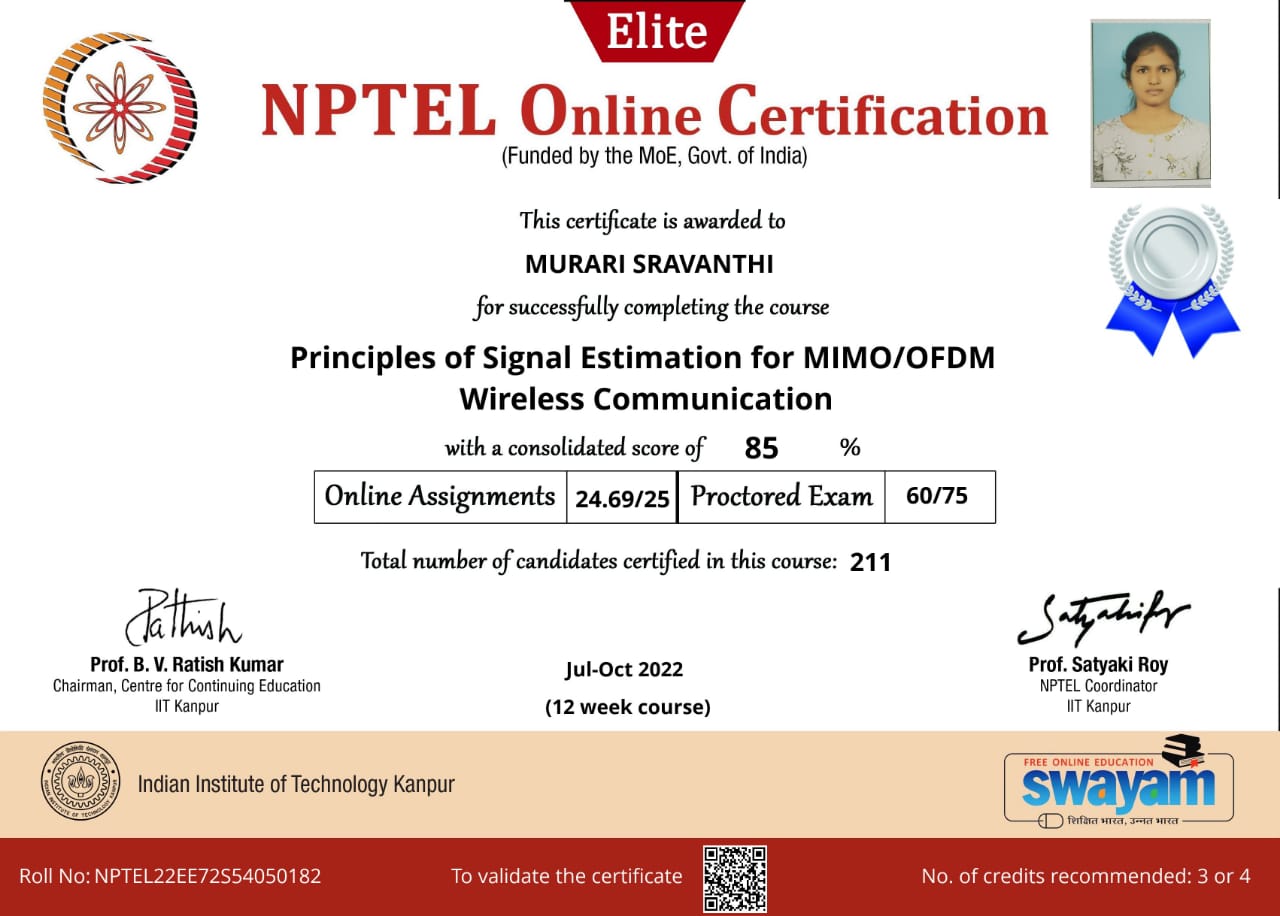 Elite
NPTEL Online Certification
(Funded by the MoE, Govt. of India)
This certificate is awarded to
MURARI SRAVANTHI
for successfully completing the course
Principles of Signal Estimation for MIMO/OFDM
Wireless Communication
with a consolidated score of 85 %
Online Assignments 24.69/25 Proctored Exam 60/75
Total number of candidates certified in this course: 211
Prof. B. V. Ratish Kumar
Chairman, Centre for Continuing Education
IIT Kanpur
Jul-Oct 2022
(12 week course)
Prof. Satyaki Roy
NPTEL Coordinator
IIT Kanpur
Indian Institute of Technology Kanpur
FREE ONLINE EDUCATION
swayam
शिक्षित भारत, उन्नत भारत
Roll No: NPTEL22EE72S54050182
To validate the certificate
No. of credits recommended: 3 or 4